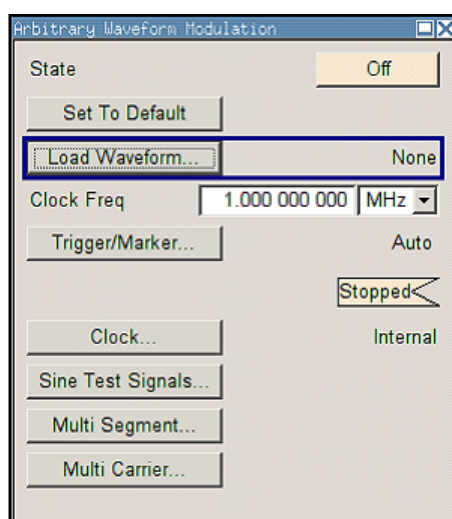 Arbitrary Waveform Modulation
State Off
Set To Default
Load Waveform... None
Clock Freq 1.000 000 000 MHz
Trigger/Marker... Auto
Stopped
Clock... Internal
Sine Test Signals...
Multi Segment...
Multi Carrier...